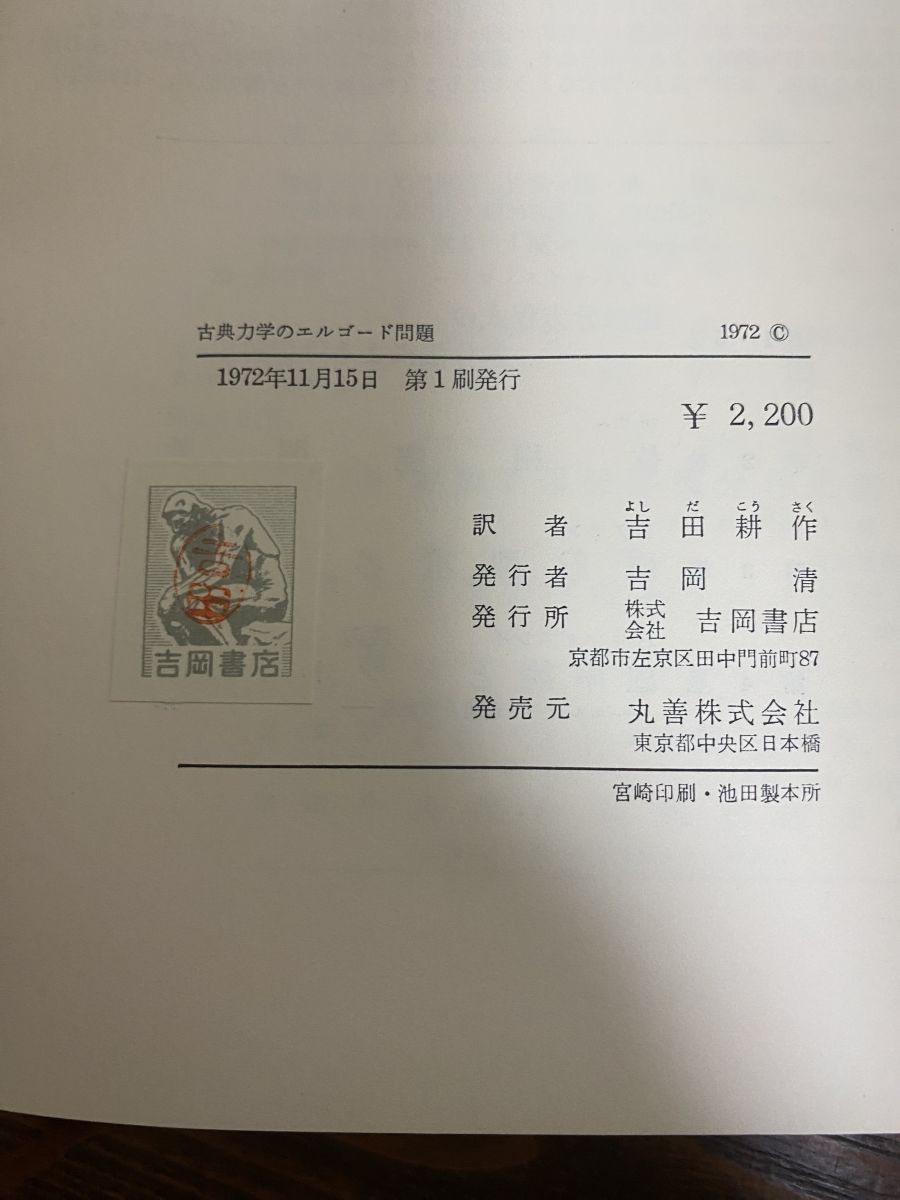 古典力学のエルゴード問題 1972 ©
1972年11月15日 第1刷発行
¥ 2,200
よし だ こう さく
訳者 吉田耕作
発行者 吉岡 清
発行所 株式会社 吉岡書店
京都市左京区田中門前町87
発売元 丸善株式会社
東京都中央区日本橋
宮崎印刷・池田製本所
吉岡書店